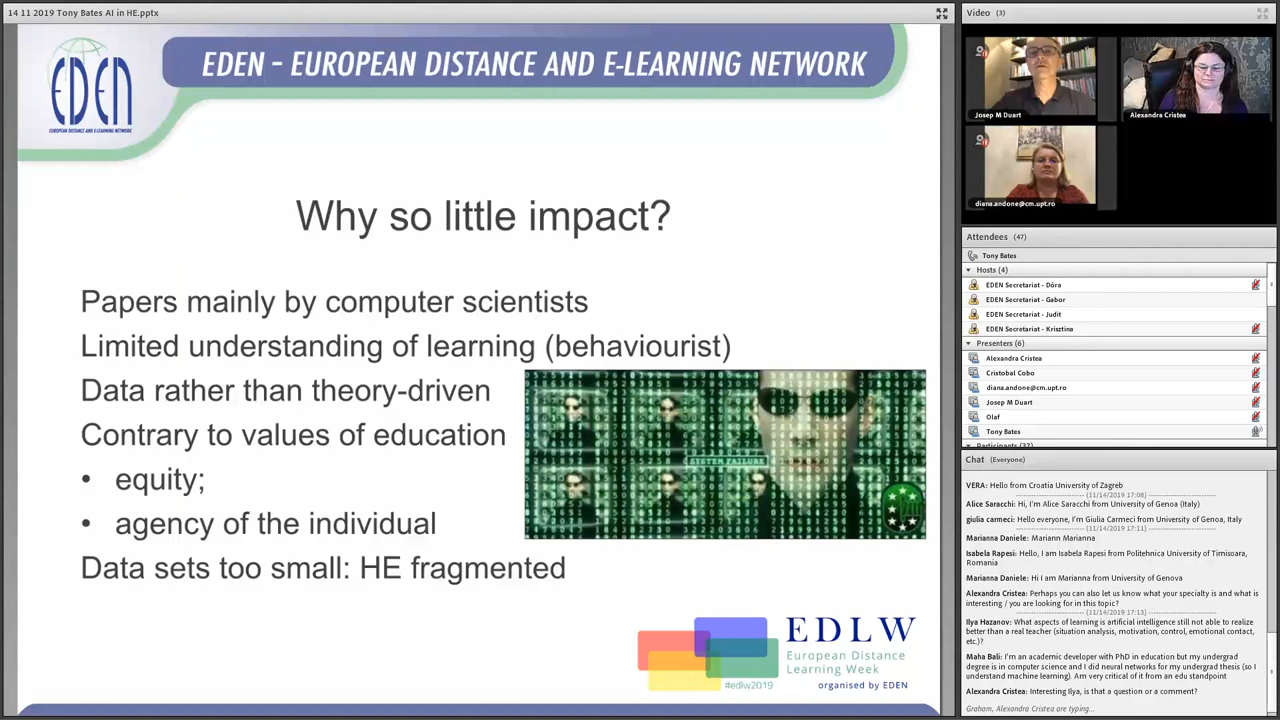 14 11 2019 Tony Bates AI in HE.pptx
EDEN
EUROPEAN DISTANCE AND E-LEARNING NETWORK
EDEN – EUROPEAN DISTANCE AND E-LEARNING NETWORK
Why so little impact?
Papers mainly by computer scientists
Limited understanding of learning (behaviourist)
Data rather than theory-driven
Contrary to values of education
• equity;
• agency of the individual
Data sets too small: HE fragmented
SYSTEM FAILURE
EDLW
European Distance
Learning Week
#edlw2019
organised by EDEN
Video (3)
Josep M Duart
Alexandra Cristea
diana.andone@cm.upt.ro
Attendees (47)
Tony Bates
Hosts (4)
EDEN Secretariat - Dóra
EDEN Secretariat - Gabor
EDEN Secretariat - Judit
EDEN Secretariat - Krisztina
Presenters (6)
Alexandra Cristea
Cristobal Cobo
diana.andone@cm.upt.ro
Josep M Duart
Olaf
Tony Bates
Participants (37)
Chat (Everyone)
VERA: Hello from Croatia University of Zagreb
(11/14/2019 17:08)
Alice Saracchi: Hi, I'm Alice Saracchi from University of Genoa (Italy)
giulia carmeci: Hello everyone, I'm Giulia Carmeci from University of Genoa, Italy
(11/14/2019 17:11)
Marianna Daniele: Mariann Marianna
Isabela Rapesi: Hello, I am Isabela Rapesi from Politehnica University of Timisoara,
Romania
Marianna Daniele: Hi I am Marianna from University of Genova
Alexandra Cristea: Perhaps you can also let us know what your specialty is and what is
interesting / you are looking for in this topic?
(11/14/2019 17:13)
Ilya Hazanov: What aspects of learning is artificial intelligence still not able to realize
better than a real teacher (situation analysis, motivation, control, emotional contact,
etc.)?
Maha Bali: I'm an academic developer with PhD in education but my undergrad
degree is in computer science and I did neural networks for my undergrad thesis (so I
understand machine learning). Am very critical of it from an edu standpoint
Alexandra Cristea: Interesting Ilya, is that a question or a comment?
Graham, Alexandra Cristea are typing...